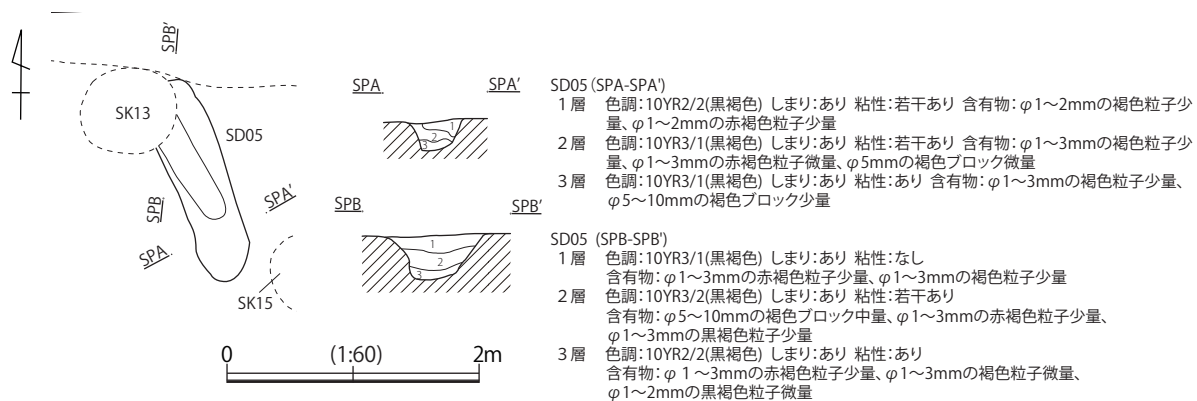 SPB'
SK13
SD05
SPB
SPA'
SPA
SK15
SPA
SPA'
1
2
3
SPB
SPB'
1
2
3
0
(1:60)
2m
SD05（SPA-SPA'）
1層 色調：10YR2/2(黒褐色) しまり：あり 粘性：若干あり 含有物：φ1〜2mmの褐色粒子少
量、φ1〜2mmの赤褐色粒子少量
2層 色調：10YR3/1(黒褐色) しまり：あり 粘性：若干あり 含有物：φ1〜3mmの褐色粒子少
量、φ1〜3mmの赤褐色粒子微量、φ5mmの褐色ブロック微量
3層 色調：10YR3/1(黒褐色) しまり：あり 粘性：あり 含有物：φ1〜3mmの褐色粒子少量、
φ5〜10mmの褐色ブロック少量
SD05 (SPB-SPB')
1層 色調：10YR3/1(黒褐色) しまり：あり 粘性：なし
含有物：φ1〜3mmの赤褐色粒子少量、φ1〜3mmの褐色粒子少量
2層 色調：10YR3/2(黒褐色) しまり：あり 粘性：若干あり
含有物：φ5〜10mmの褐色ブロック中量、φ1〜3mmの赤褐色粒子少量、
φ1〜3mmの黒褐色粒子少量
3層 色調：10YR2/2(黒褐色) しまり：あり 粘性：あり
含有物：φ 1 〜3mmの赤褐色粒子少量、φ1〜3mmの褐色粒子微量、
φ1〜2mmの黒褐色粒子微量